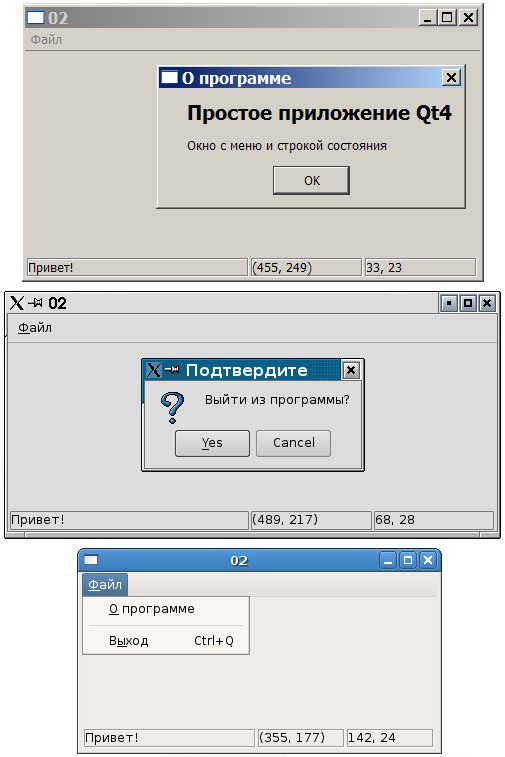 02
Файл
О программе
Простое приложение Qt4
Окно с меню и строкой состояния
OK
Привет! (455, 249) 33, 23
02
Файл
Подтвердите
Выйти из программы?
Yes Cancel
Привет! (489, 217) 68, 28
02
Файл
О программе
Выход Ctrl+Q
Привет! (355, 177) 142, 24